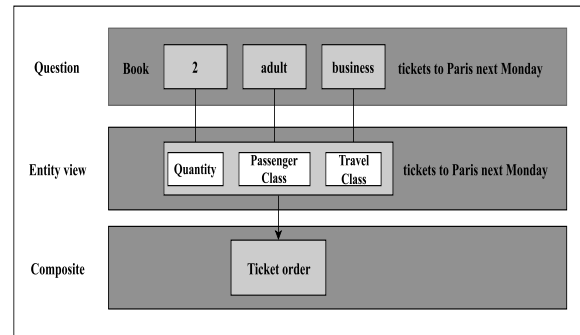 Question Book 2 adult business tickets to Paris next Monday
Entity view Quantity Passenger Class Travel Class tickets to Paris next Monday
Composite Ticket order